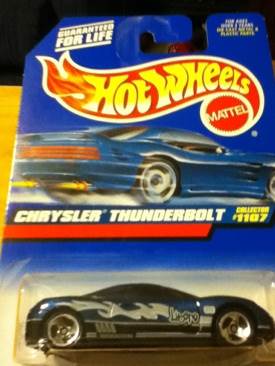 GUARANTEED
FOR LIFE
FOR AGES
OVER 3 YEARS
DIE CAST METAL &
PLASTIC PARTS
Hot Wheels
MATTEL
CHRYSLER THUNDERBOLT
COLLECTOR
#1107